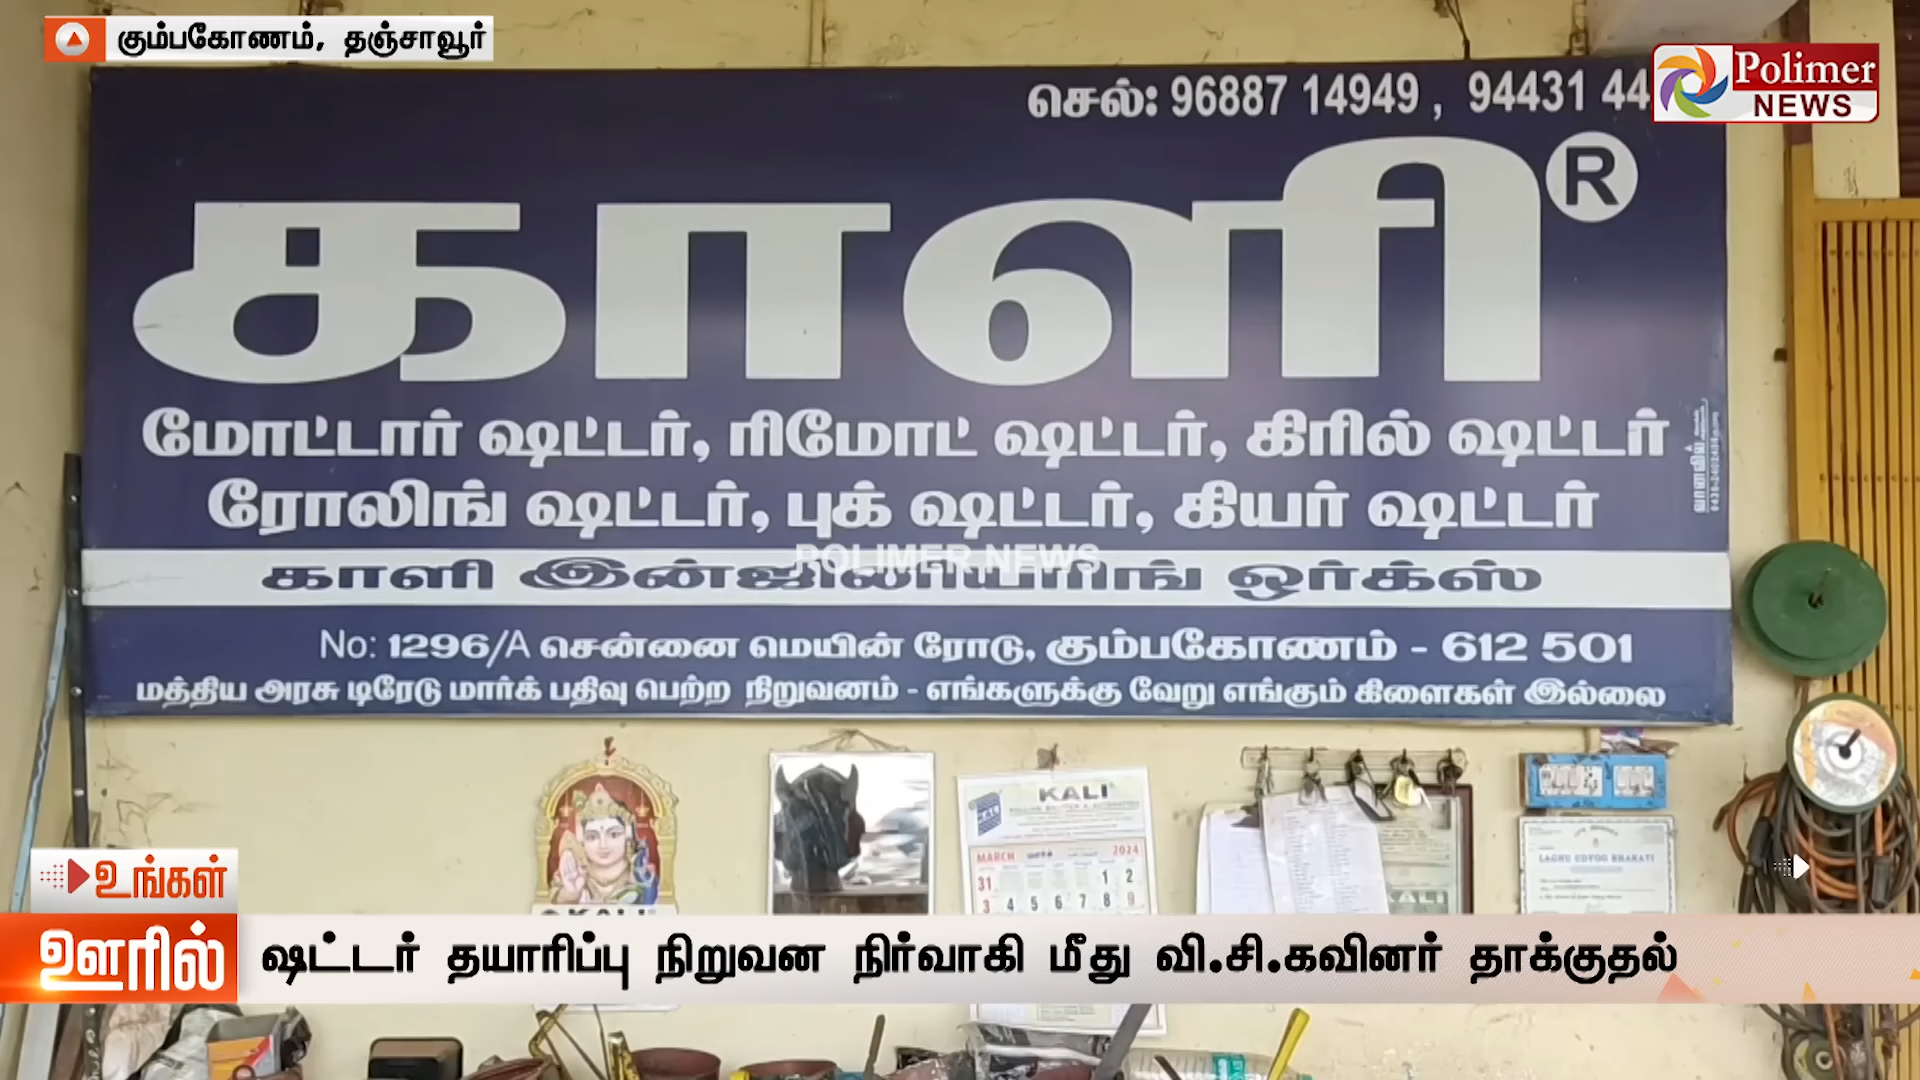 கும்பகோணம், தஞ்சாவூர்
Polimer
NEWS
செல்: 96887 14949 , 94431 44
காளி ®
மோட்டார் ஷட்டர், ரிமோட் ஷட்டர், கிரில் ஷட்டர்
ரோலிங் ஷட்டர், புக் ஷட்டர், கியர் ஷட்டர்
POLIMER NEWS
காளி இன்ஜினியரிங் ஒர்க்ஸ்
No: 1296/A சென்னை மெயின் ரோடு, கும்பகோணம் - 612 501
மத்திய அரசு டிரேடு மார்க் பதிவு பெற்ற நிறுவனம் - எங்களுக்கு வேறு எங்கும் கிளைகள் இல்லை
KALI
MARCH மார்ச் 2024
31 1 2
3 4 5 6 7 8 9
LAGHU UDYOG BHARATI
KALI
KALI
உங்கள்
ஊரில்
ஷட்டர் தயாரிப்பு நிறுவன நிர்வாகி மீது வி.சி.கவினர் தாக்குதல்